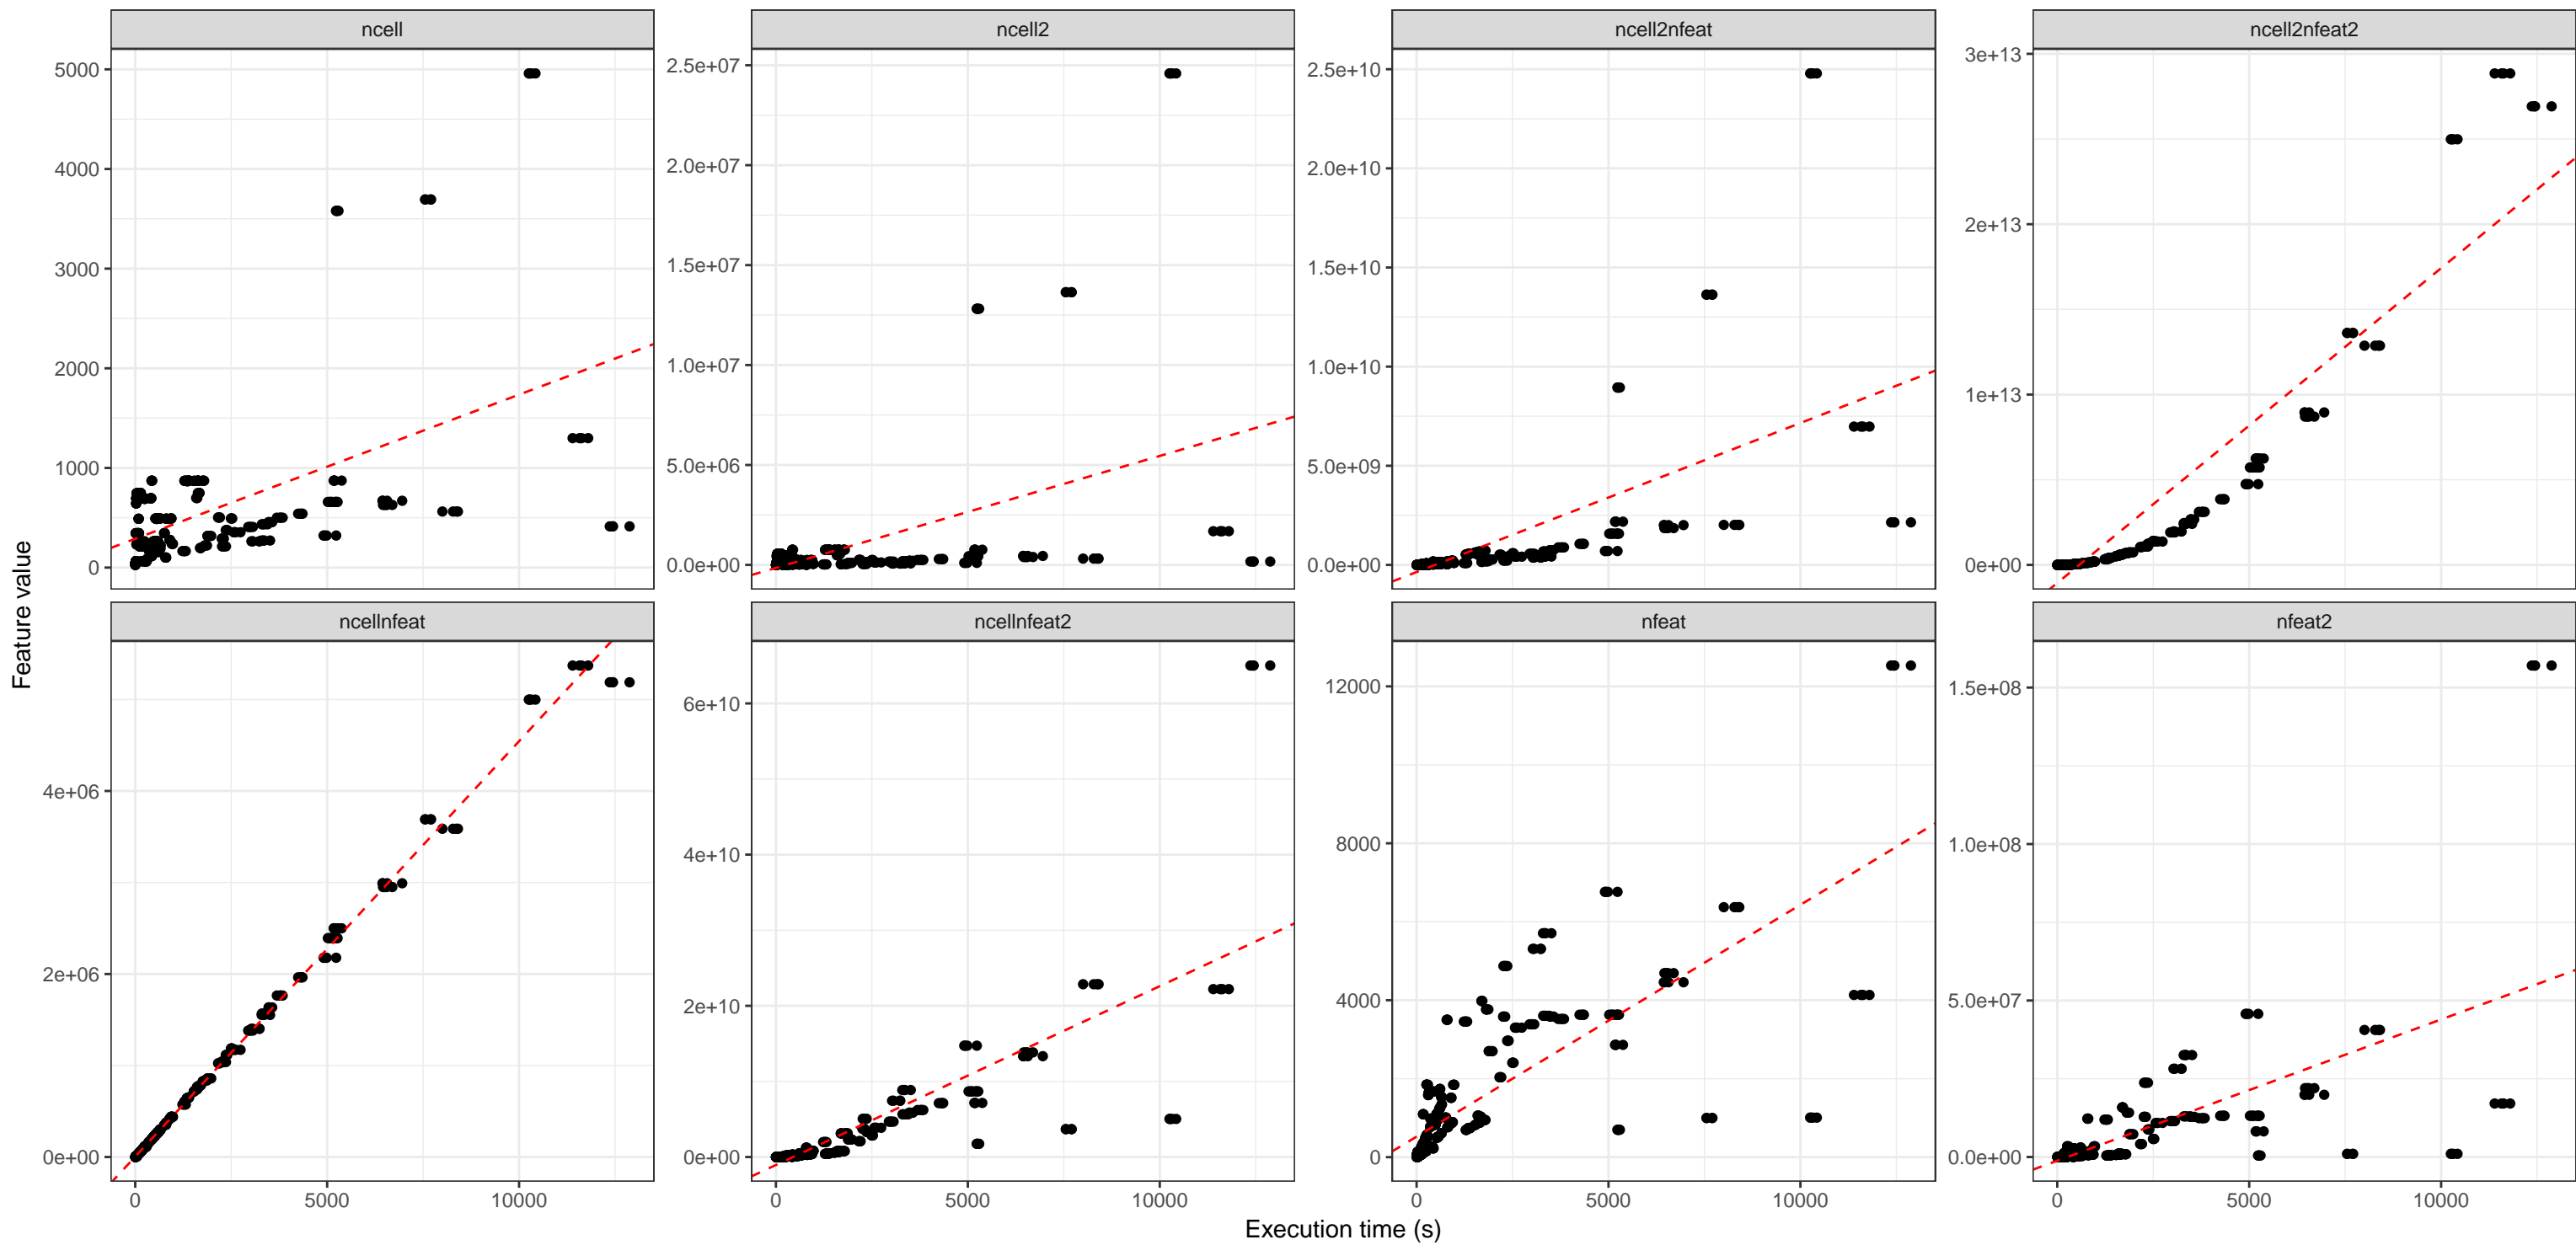 ncell
ncell2
ncell2nfeat
ncell2nfeat2
5000
4000
3000
2000
1000
0
2.5e+07
2.0e+07
1.5e+07
1.0e+07
5.0e+06
0.0e+00
2.5e+10
2.0e+10
1.5e+10
1.0e+10
5.0e+09
0.0e+00
3e+13
2e+13
1e+13
0e+00
Feature value
ncellnfeat
ncellnfeat2
nfeat
nfeat2
4e+06
2e+06
0e+00
6e+10
4e+10
2e+10
0e+00
12000
8000
4000
0
1.5e+08
1.0e+08
5.0e+07
0.0e+00
0 5000 10000
0 5000 10000
0 5000 10000
0 5000 10000
Execution time (s)